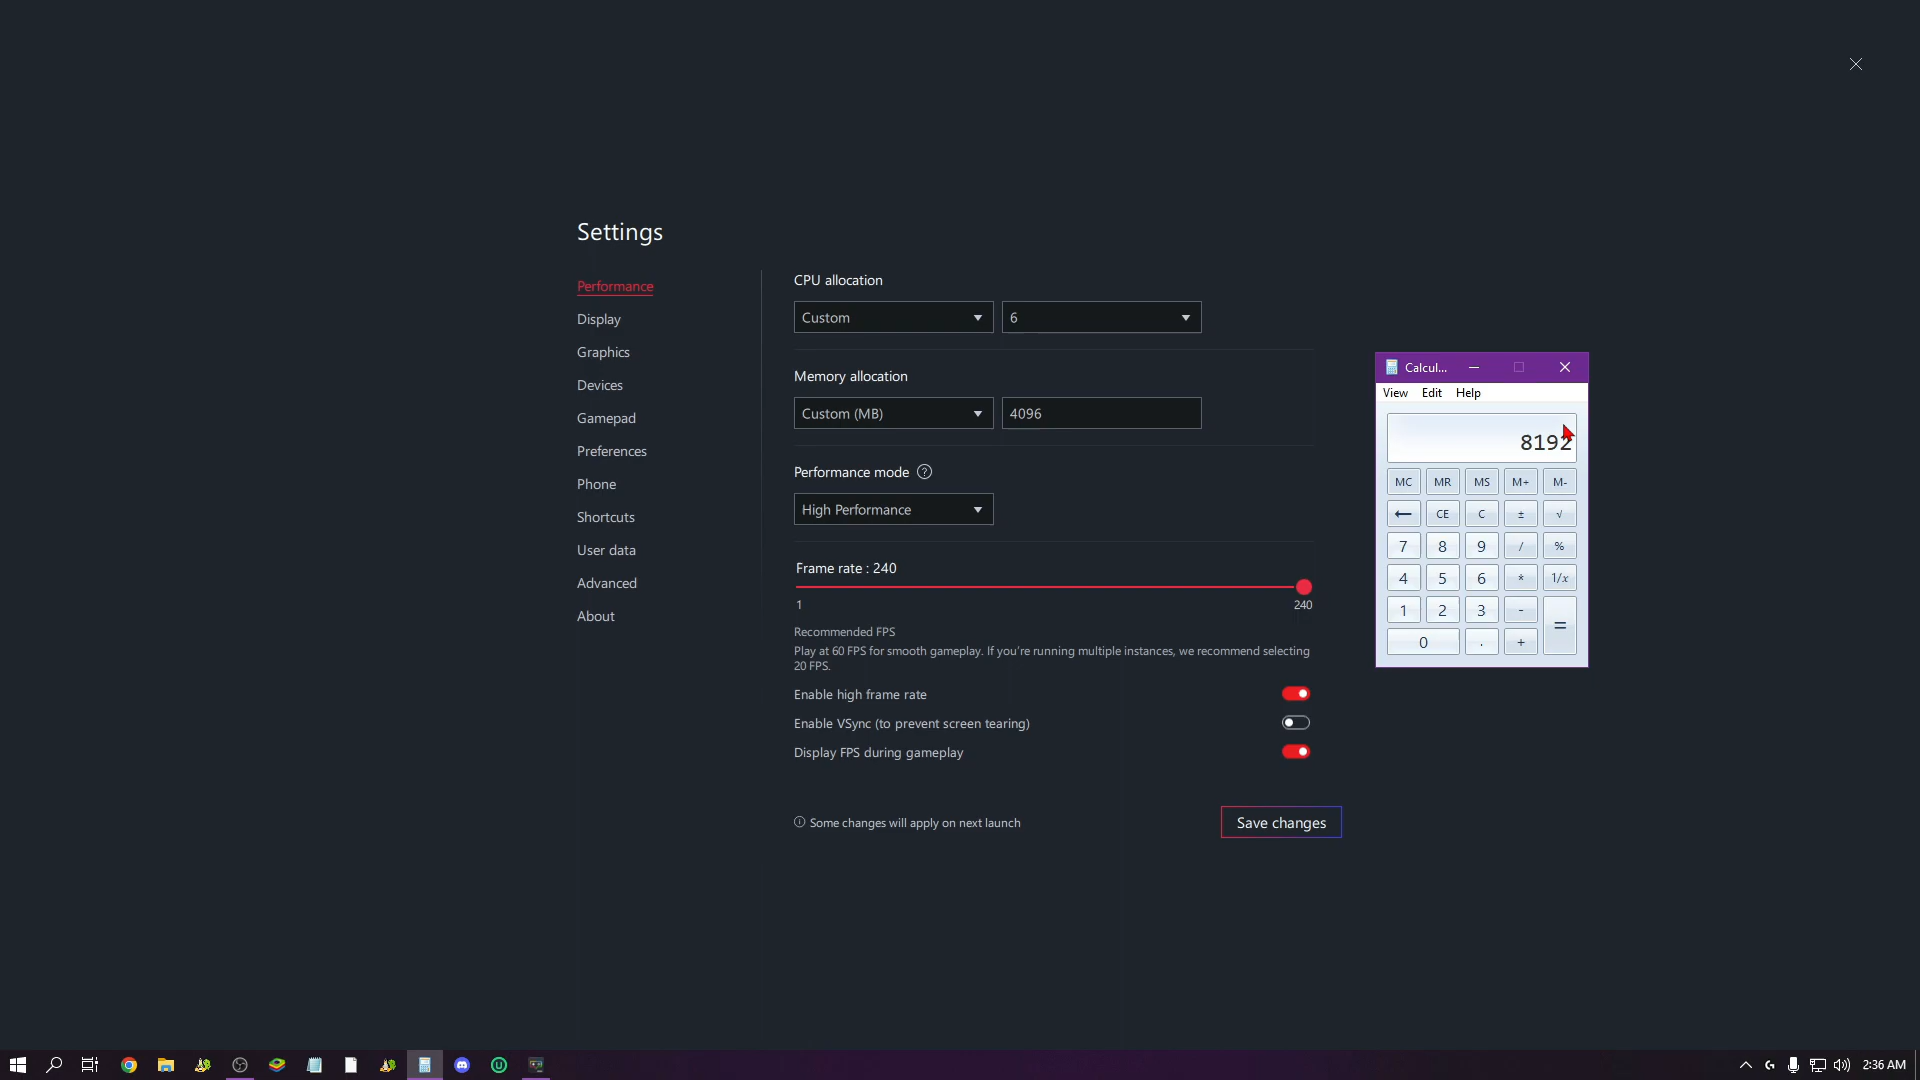 Settings
Performance
Display
Graphics
Devices
Gamepad
Preferences
Phone
Shortcuts
User data
Advanced
About
CPU allocation
Custom 6
Memory allocation
Custom (MB) 4096
Performance mode ?
High Performance
Frame rate : 240
1 240
Recommended FPS
Play at 60 FPS for smooth gameplay. If you're running multiple instances, we recommend selecting
20 FPS.
Enable high frame rate
Enable VSync (to prevent screen tearing)
Display FPS during gameplay
Some changes will apply on next launch
Save changes
Calcul...
View Edit Help
8192
MC MR MS M+ M-
← CE C ± √
7 8 9 / %
4 5 6 * 1/x
1 2 3 - =
0 . +
2:36 AM